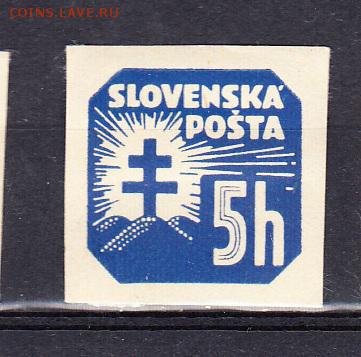 COINS.LAVE.RU
SLOVENSKÁ
POŠTA
5h